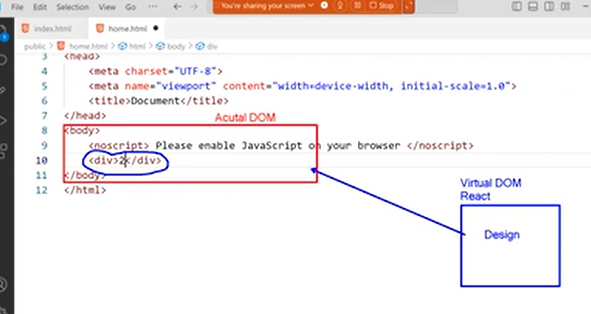 File Edit Selection View Go ...
You're sharing your screen
Stop
index.html
home.html
public > home.html > html > body > div
3 <head>
4 <meta charset="UTF-8">
5 <meta name="viewport" content="width=device-width, initial-scale=1.0">
6 <title>Document</title>
7 </head>
Acutal DOM
8 <body>
9 <noscript> Please enable JavaScript on your browser </noscript>
10 <div>2</div>
11 </body>
12 </html>
Virtual DOM
React
Design